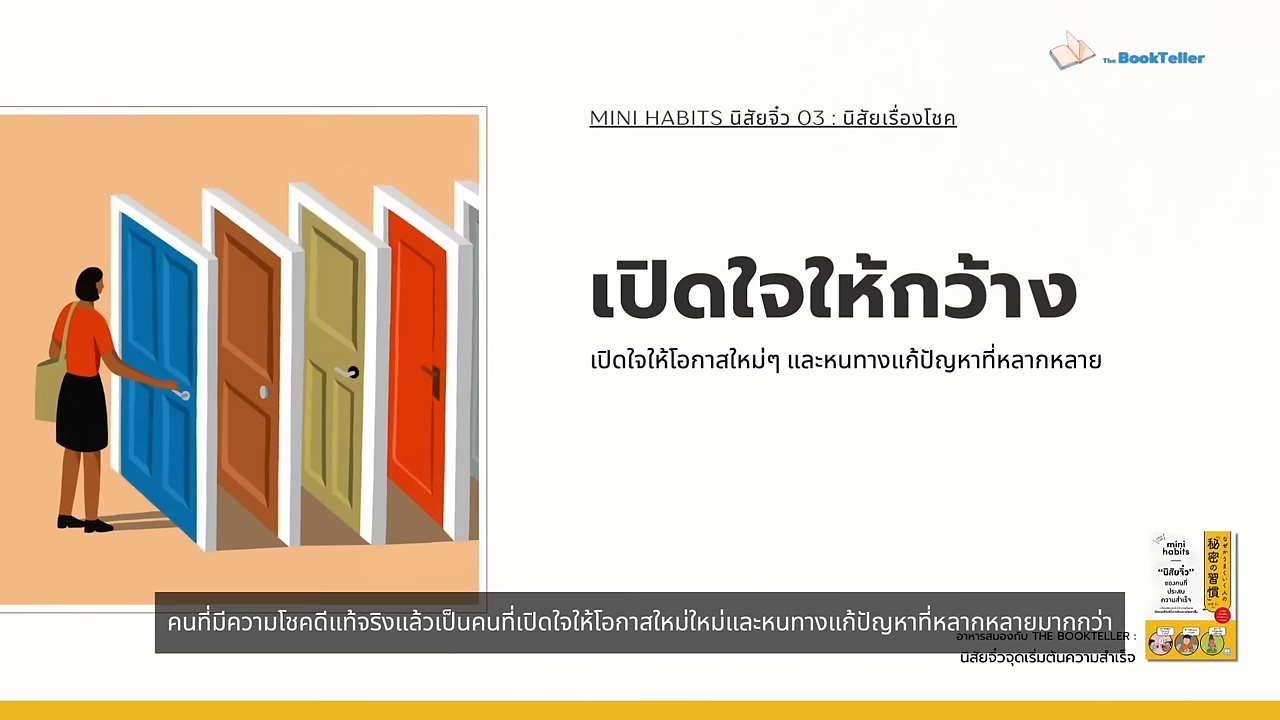 The BookTeller
MINI HABITS นิสัยจิ๋ว 03 : นิสัยเรื่องโชค
เปิดใจให้กว้าง
เปิดใจให้โอกาสใหม่ๆ และหนทางแก้ปัญหาที่หลากหลาย
คนที่มีความโชคดีแท้จริงแล้วเป็นคนที่เปิดใจให้โอกาสใหม่ใหม่และหนทางแก้ปัญหาที่หลากหลายมากกว่า
อาหารสมองกับ THE BOOKTELLER :
นิสัยจิ๋วจุดเริ่มต้นความสำเร็จ
mini
habits
“นิสัยจิ๋ว”
ของคนที่
ประสบ
ความสำเร็จ
なぜかうまくいく人の
「秘密の習慣」